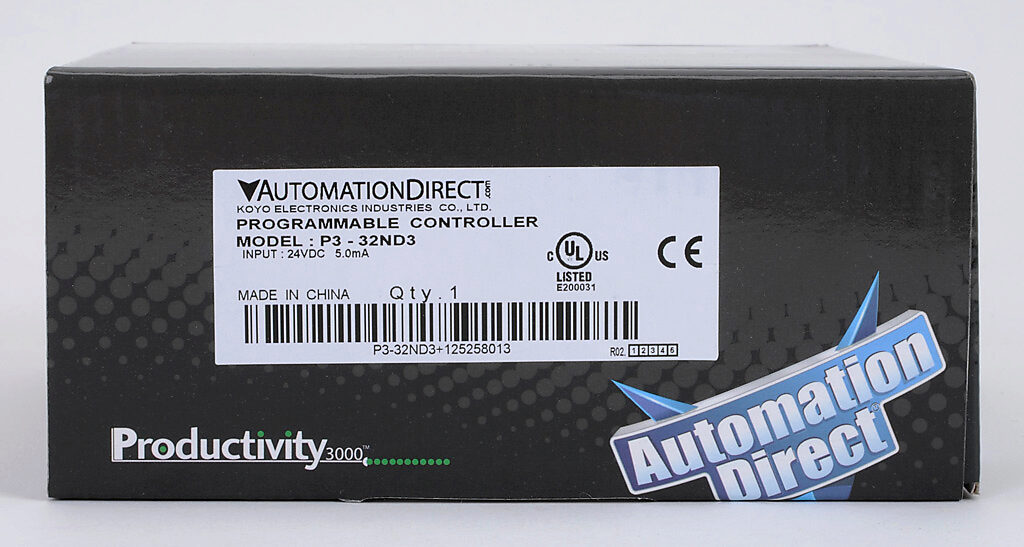 AUTOMATIONDIRECT.com
KOYO ELECTRONICS INDUSTRIES CO., LTD.
PROGRAMMABLE CONTROLLER
MODEL : P3 - 32ND3
INPUT : 24VDC 5.0mA
C UL US
LISTED
E200031
CE
MADE IN CHINA Qty.1
P3-32ND3+125258013
R02. 1 2 3 4 5
Productivity3000™
Automation
Direct®